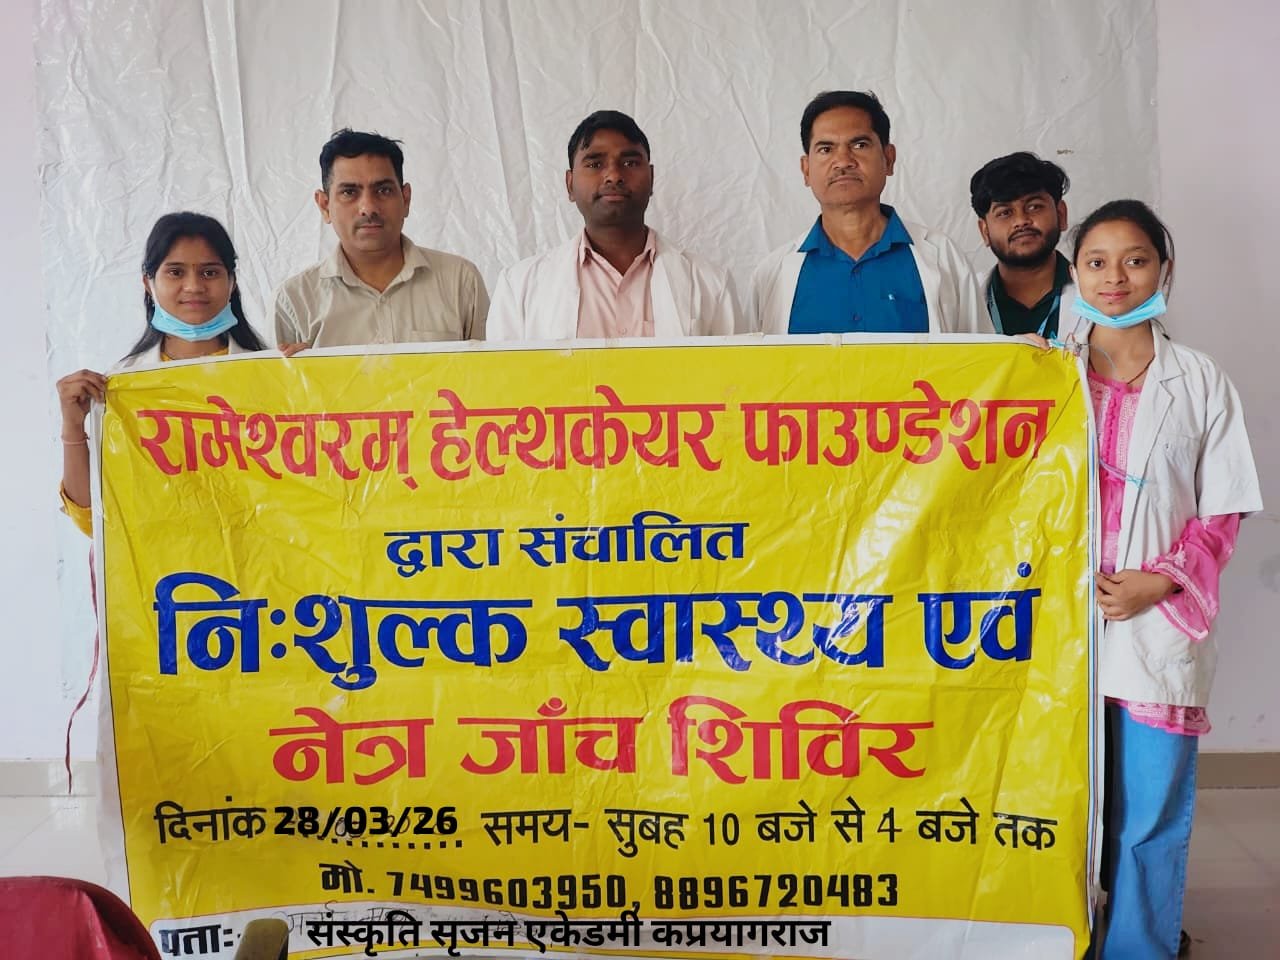 रामेश्वरम् हेल्थकेयर फाउण्डेशन
द्वारा संचालित
निःशुल्क स्वास्थ्य एवं
नेत्र जाँच शिविर
दिनांक 28/03/26 समय- सुबह 10 बजे से 4 बजे तक
मो. 7499603950, 8896720483
पताः- संस्कृति सृजन एकेडमी कप्रयागराज